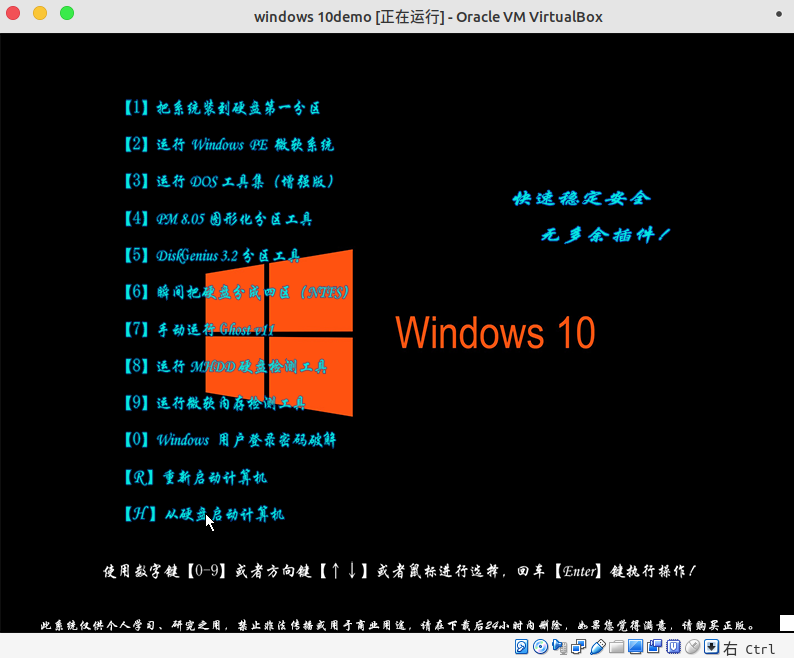 windows 10demo [正在运行] - Oracle VM VirtualBox
【1】把系统装到硬盘第一分区
【2】运行 Windows PE 微软系统
【3】运行 DOS 工具集（增强版）
【4】PM 8.05 图形化分区工具
【5】DiskGenius 3.2 分区工具
【6】瞬间把硬盘分成四区（NTFS）
【7】手动运行 Ghost v11
【8】运行 MHDD 硬盘检测工具
【9】运行微软内存检测工具
【0】Windows 用户登录密码破解
【R】重新启动计算机
【H】从硬盘启动计算机
快速稳定安全
无多余插件！
Windows 10
使用数字键【0-9】或者方向键【↑↓】或者鼠标进行选择，回车【Enter】键执行操作！
此系统仅供个人学习、研究之用，禁止非法传播或用于商业用途，请在下载后24小时内删除，如果您觉得满意，请购买正版。
右 Ctrl